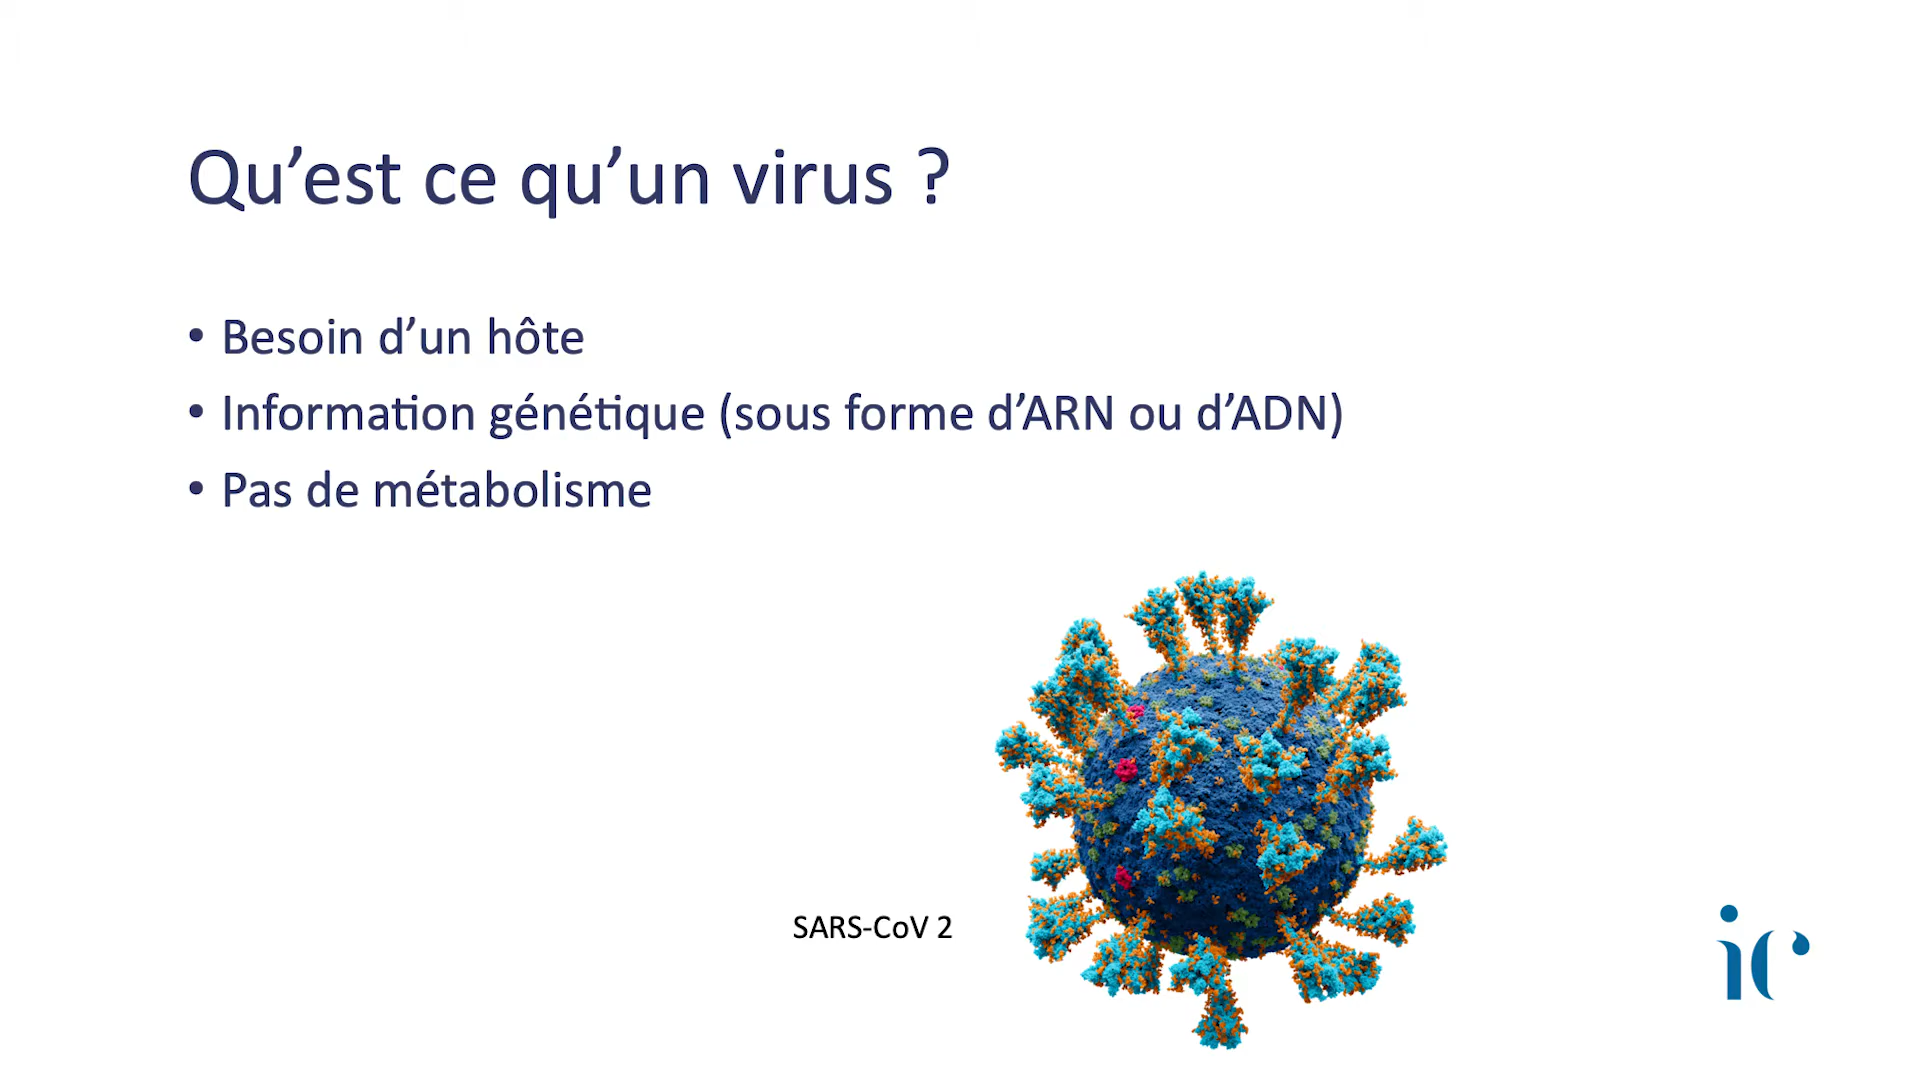 Qu’est ce qu’un virus ?
• Besoin d’un hôte
• Information génétique (sous forme d’ARN ou d’ADN)
• Pas de métabolisme
SARS-CoV 2
ic